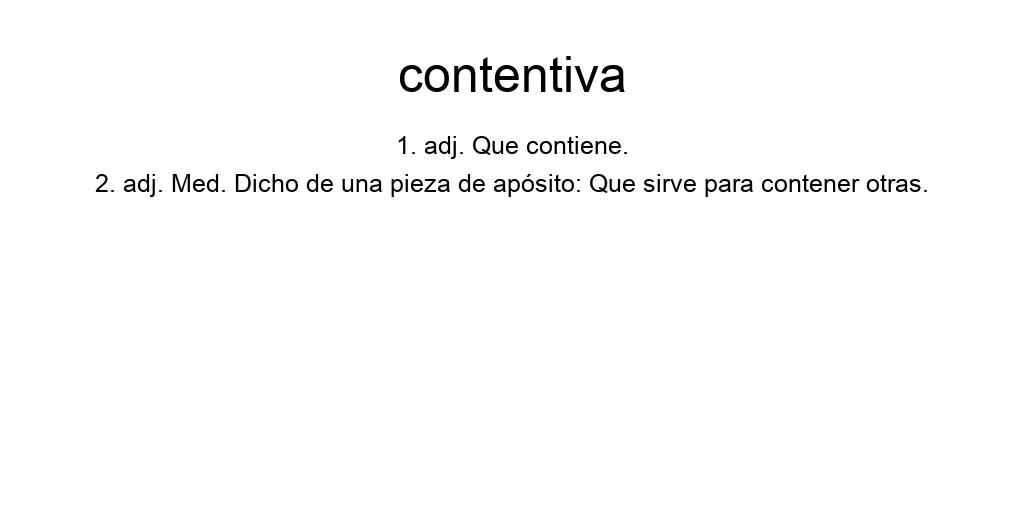 contentiva
1. adj. Que contiene.
2. adj. Med. Dicho de una pieza de apósito: Que sirve para contener otras.